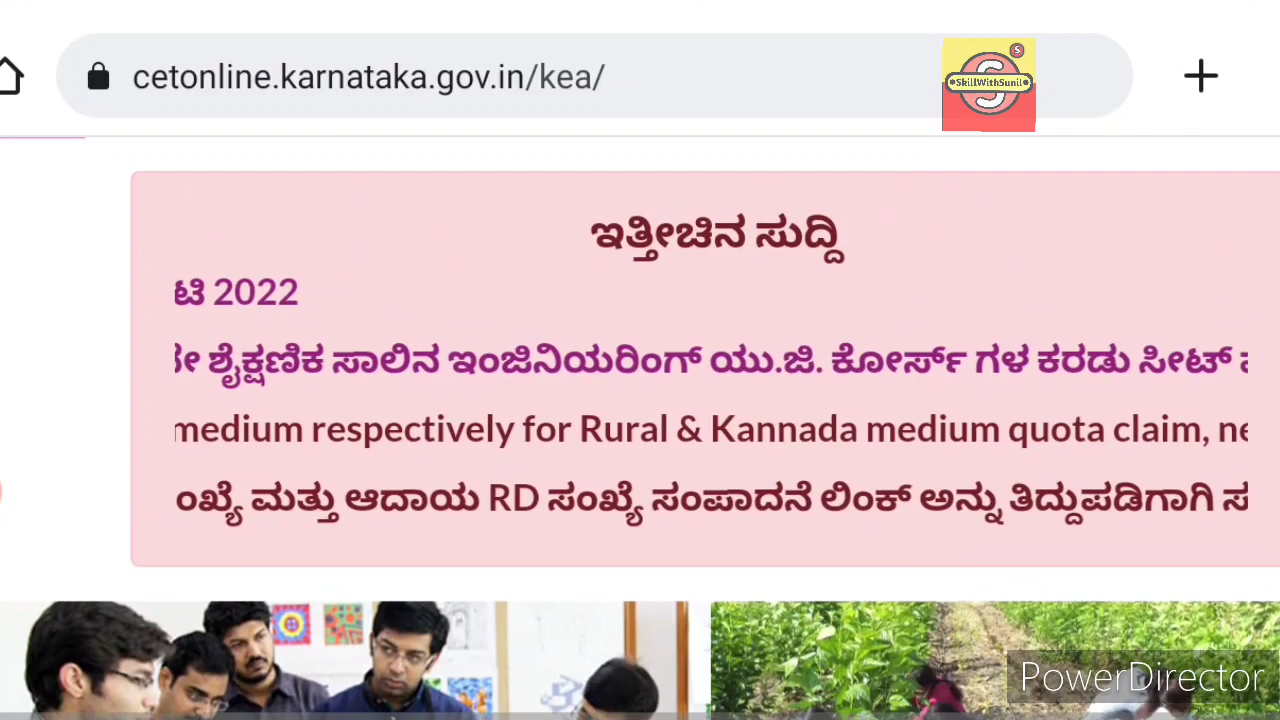 cetonline.karnataka.gov.in/kea/
S
SkillWithSunil
ಇತ್ತೀಚಿನ ಸುದ್ದಿ
ಟಿ 2022
ಶೈಕ್ಷಣಿಕ ಸಾಲಿನ ಇಂಜಿನಿಯರಿಂಗ್ ಯು.ಜಿ. ಕೋರ್ಸ್ ಗಳ ಕರಡು ಸೀಟ್
medium respectively for Rural & Kannada medium quota claim,
ಮತ್ತು ಆದಾಯ RD ಸಂಖ್ಯೆ ಸಂಪಾದನೆ ಲಿಂಕ್ ಅನ್ನು ತಿದ್ದುಪಡಿಗಾಗಿ
PowerDirector